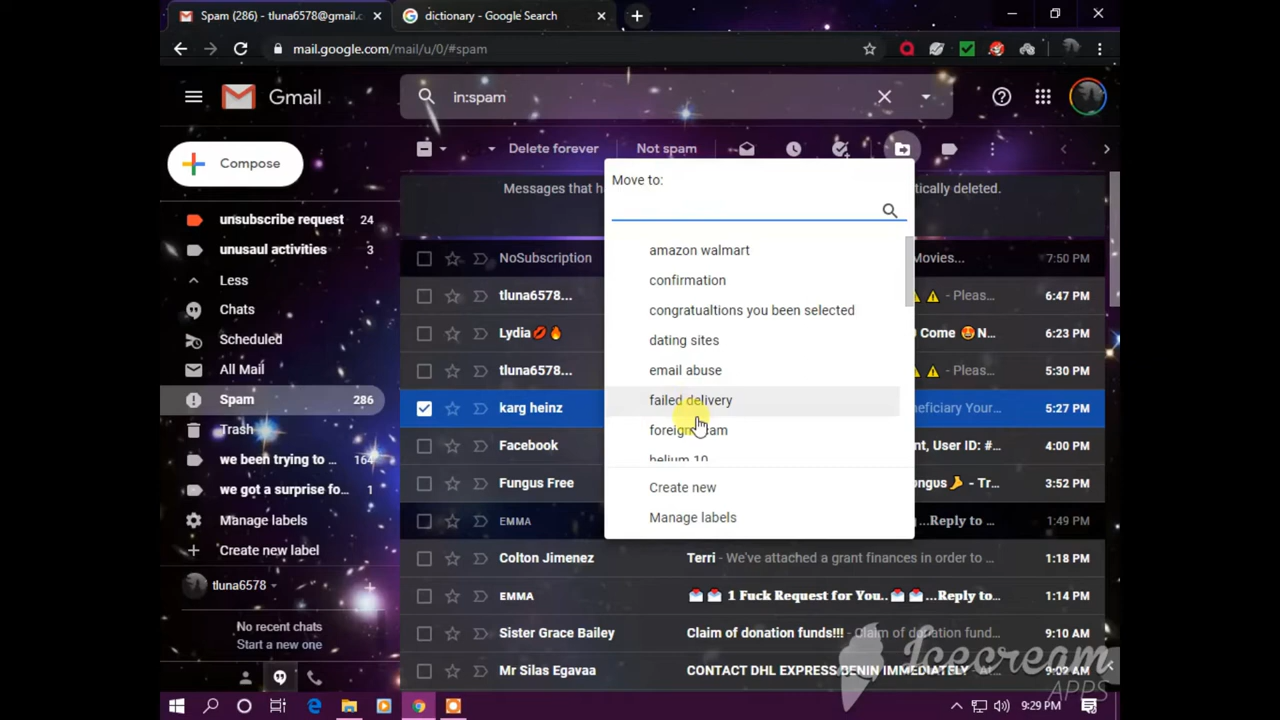 Spam (286) - tluna6578@gmail.c
dictionary - Google Search
mail.google.com/mail/u/0/#spam
Gmail
in:spam
Compose
Delete forever
Not spam
Messages that h
tically deleted.
Move to:
amazon walmart
confirmation
congratualtions you been selected
dating sites
email abuse
failed delivery
foreign
helium 10
Create new
Manage labels
unsubscribe request 24
unusaul activities 3
Less
Chats
Scheduled
All Mail
Spam 286
Trash
we been trying to ... 164
we got a surprise fo... 1
Manage labels
Create new label
tluna6578
No recent chats
Start a new one
NoSubscription Movies... 7:50 PM
tluna6578... - Pleas... 6:47 PM
Lydia💋🔥 Come 🤩N... 6:23 PM
tluna6578... - Pleas... 5:30 PM
karg heinz eneficiary Your... 5:27 PM
Facebook nt, User ID: #... 4:00 PM
Fungus Free ngus🦶 - Tr... 3:52 PM
EMMA ...Reply to ... 1:49 PM
Colton Jimenez Terri - We've attached a grant finances in order to ... 1:18 PM
EMMA 📩 📩 1 Fuck Request for You..📩 📩...Reply to... 1:14 PM
Sister Grace Bailey Claim of donation funds!!! - Claim of donation fund... 9:10 AM
Mr Silas Egavaa CONTACT DHL EXPRESS BENIN IMMEDIATELY 9:02 AM
Icecream
APPS
9:29 PM